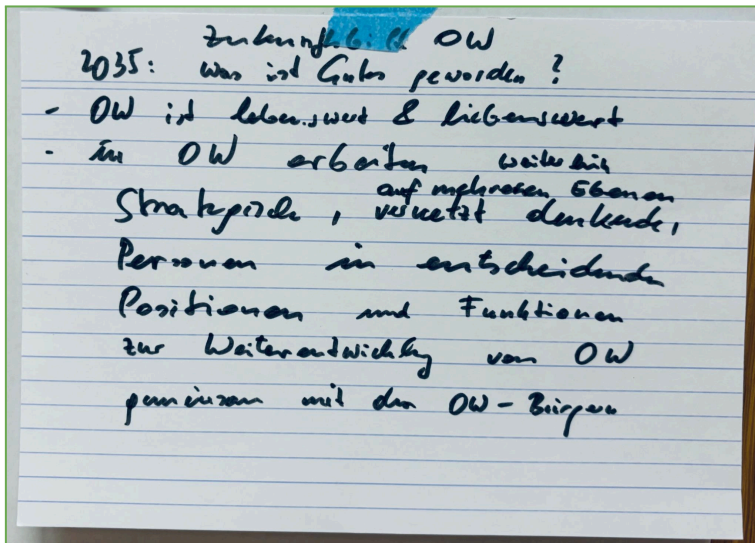 Zukunftsbild OW
2035: Was ist Gutes geworden?
- OW ist lebenswert & liebenswert
- in OW arbeiten weiterhin
auf mehreren Ebenen
Strategisch, vernetzt denkende,
Personen in entscheidenden
Positionen und Funktionen
zur Weiterentwicklung von OW
gemeinsam mit den OW-Bürgern